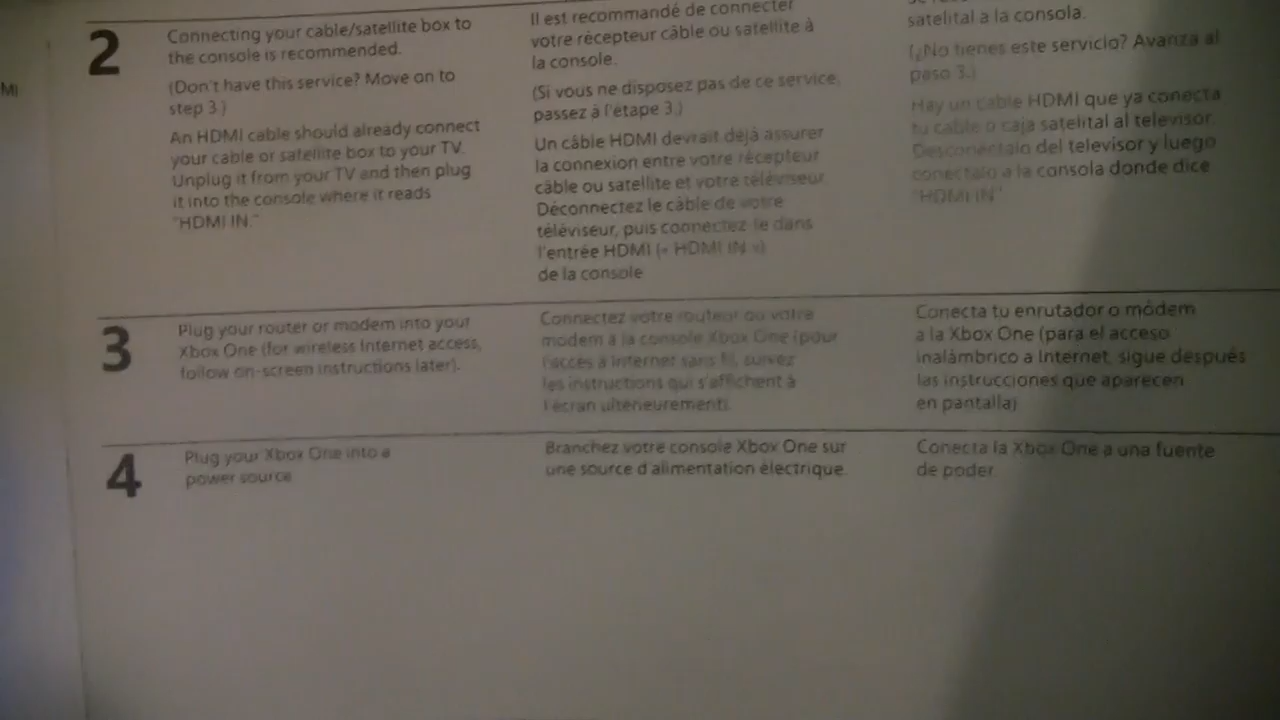 MI
2
Connecting your cable/satellite box to
the console is recommended.
(Don't have this service? Move on to
step 3.)
An HDMI cable should already connect
your cable or satellite box to your TV.
Unplug it from your TV and then plug
it into the console where it reads
"HDMI IN."
Il est recommandé de connecter
votre récepteur câble ou satellite à
la console.
(Si vous ne disposez pas de ce service,
passez à l'étape 3.)
Un câble HDMI devrait déjà assurer
la connexion entre votre récepteur
câble ou satellite et votre téléviseur.
Déconnectez le câble de votre
téléviseur, puis connectez-le dans
l'entrée HDMI (« HDMI IN »)
de la console
satelital a la consola.
(¿No tienes este servicio? Avanza al
paso 3.)
Hay un cable HDMI que ya conecta
tu cable o caja satelital al televisor.
Desconéctalo del televisor y luego
conéctalo a la consola donde dice
"HDMI IN"
3
Plug your router or modem into your
Xbox One (for wireless Internet access,
follow on-screen instructions later).
Connectez votre routeur ou votre
modem à la console Xbox One (pour
l'accès à Internet sans fil, suivez
les instructions qui s'affichent à
l'écran ultérieurement).
Conecta tu enrutador o módem
a la Xbox One (para el acceso
inalámbrico a Internet, sigue después
las instrucciones que aparecen
en pantalla)
4
Plug your Xbox One into a
power source
Branchez votre console Xbox One sur
une source d'alimentation électrique.
Conecta la Xbox One a una fuente
de poder